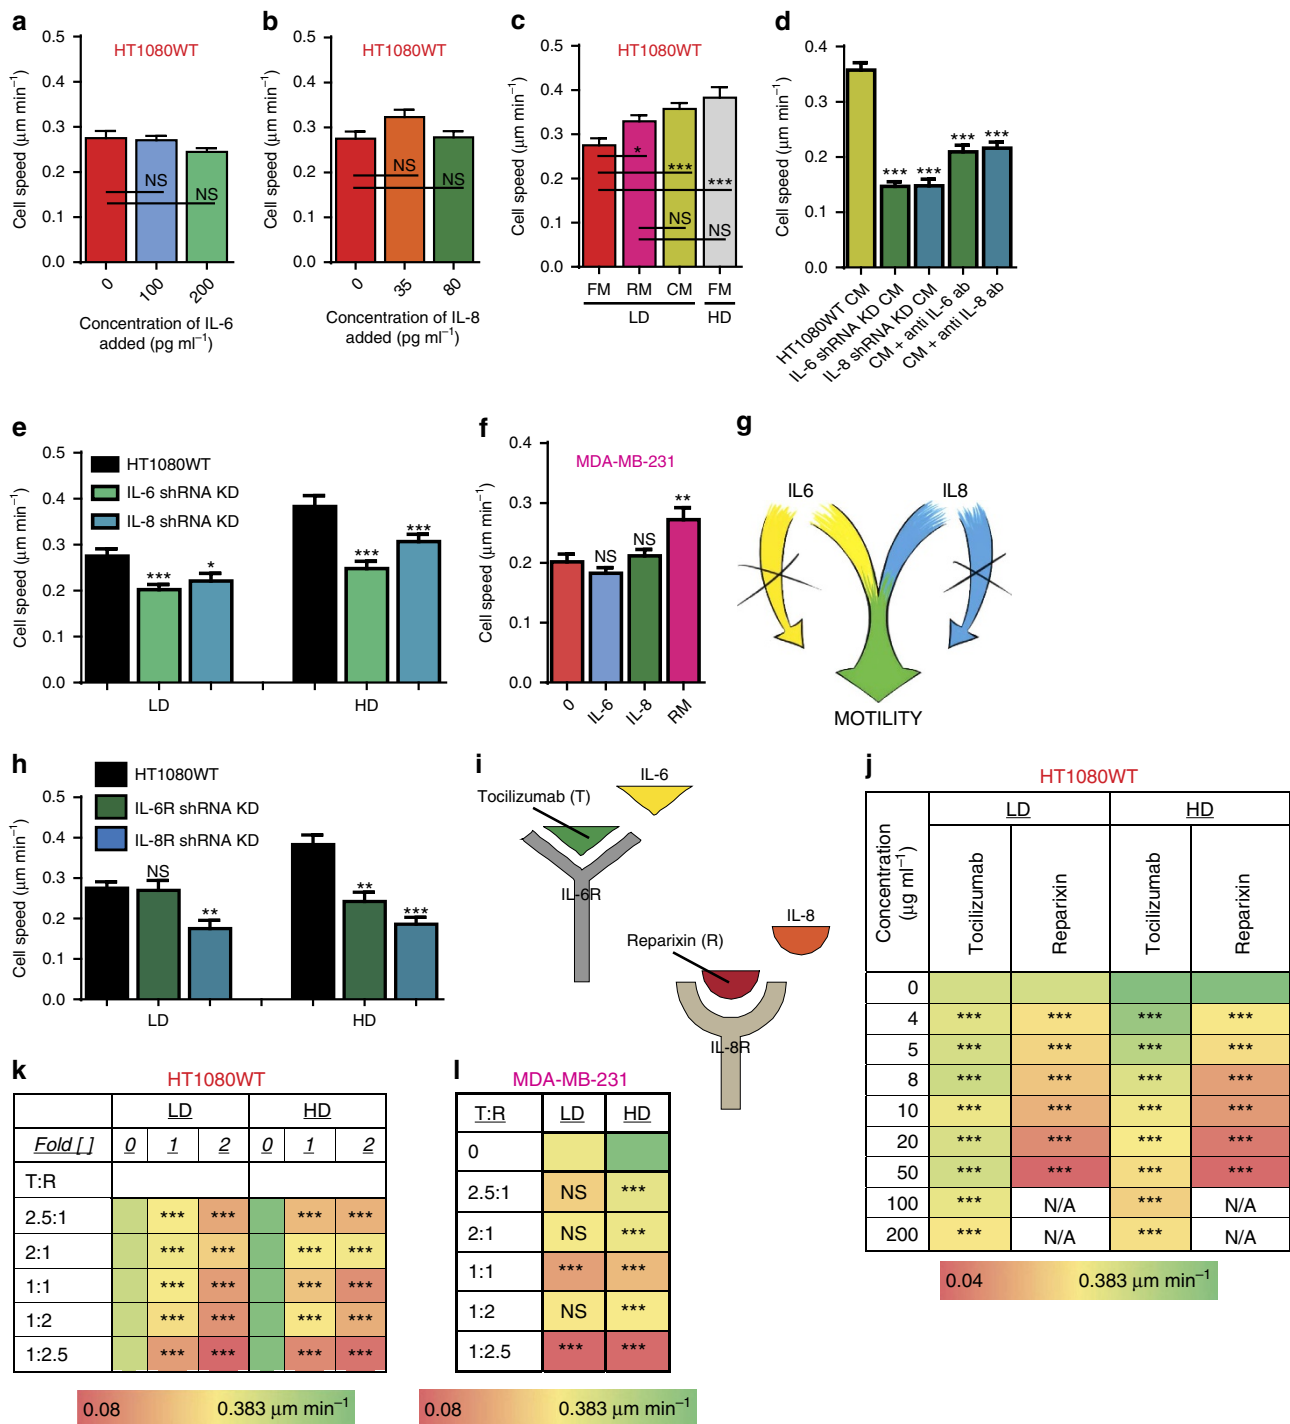 a
HT1080WT
Cell speed (μm min⁻¹)
0.5
0.4
0.3
0.2
0.1
0.0
NS
NS
0
100
200
Concentration of IL-6
added (pg ml⁻¹)
b
HT1080WT
Cell speed (μm min⁻¹)
0.5
0.4
0.3
0.2
0.1
0.0
NS
NS
0
35
80
Concentration of IL-8
added (pg ml⁻¹)
c
HT1080WT
Cell speed (μm min⁻¹)
0.5
0.4
0.3
0.2
0.1
0.0
*
***
***
NS
NS
FM RM CM FM
LD HD
d
Cell speed (μm min⁻¹)
0.4
0.3
0.2
0.1
0.0
*** *** *** ***
HT1080WT CM
IL-6 shRNA KD CM
IL-8 shRNA KD CM
CM + anti IL-6 ab
CM + anti IL-8 ab
e
Cell speed (μm min⁻¹)
0.5
0.4
0.3
0.2
0.1
0.0
HT1080WT
IL-6 shRNA KD
IL-8 shRNA KD
*** * *** ***
LD HD
f
MDA-MB-231
Cell speed (μm min⁻¹)
0.4
0.3
0.2
0.1
0.0
NS NS **
0
IL-6
IL-8
RM
g
IL6 IL8
MOTILITY
h
Cell speed (μm min⁻¹)
0.5
0.4
0.3
0.2
0.1
0.0
HT1080WT
IL-6R shRNA KD
IL-8R shRNA KD
NS ** ** ***
LD HD
i
IL-6
Tocilizumab (T)
IL-6R
IL-8
Reparixin (R)
IL-8R
j
HT1080WT
Concentration
(μg ml⁻¹)
LD HD
Tocilizumab Reparixin Tocilizumab Reparixin
0
4 *** *** *** ***
5 *** *** *** ***
8 *** *** *** ***
10 *** *** *** ***
20 *** *** *** ***
50 *** *** *** ***
100 *** N/A *** N/A
200 *** N/A *** N/A
0.04 0.383 μm min⁻¹
k
HT1080WT
LD HD
Fold [ ] 0 1 2 0 1 2
T:R
2.5:1 *** *** *** ***
2:1 *** *** *** ***
1:1 *** *** *** ***
1:2 *** *** *** ***
1:2.5 *** *** *** ***
0.08 0.383 μm min⁻¹
l
MDA-MB-231
T:R LD HD
0
2.5:1 NS ***
2:1 NS ***
1:1 *** ***
1:2 NS ***
1:2.5 *** ***
0.08 0.383 μm min⁻¹